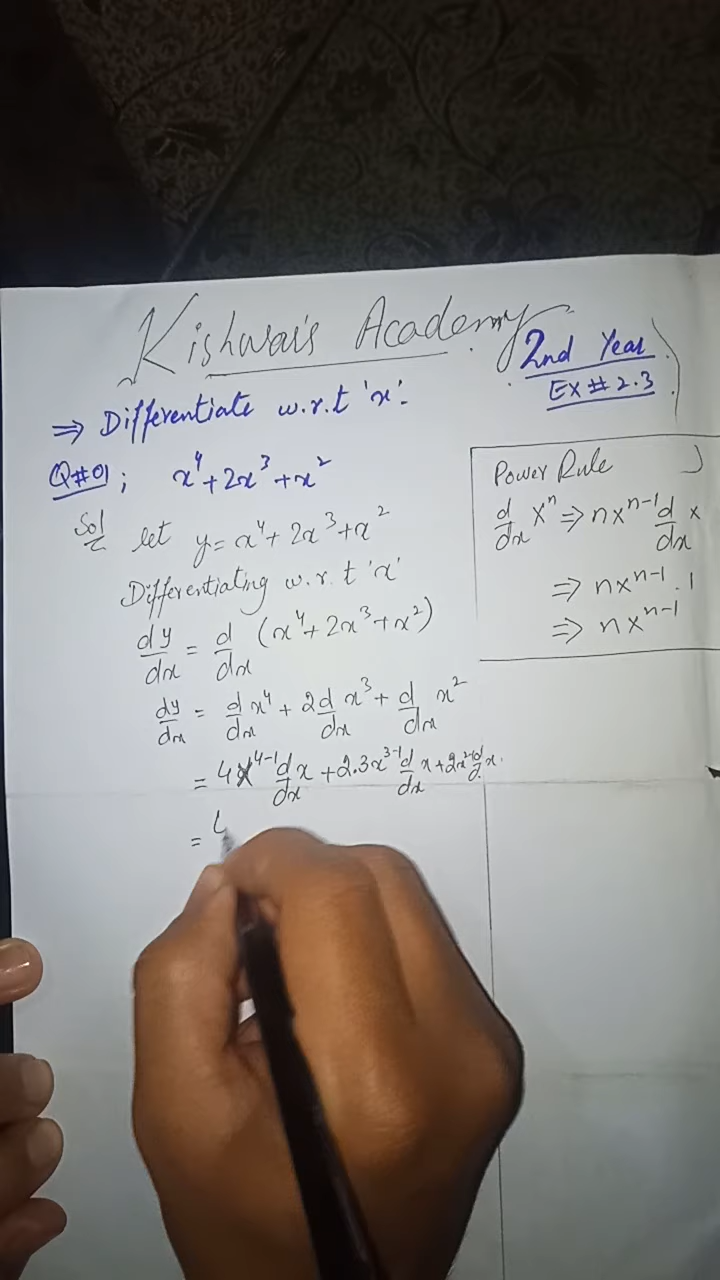 Kishwar's Academy
2nd Year
EX # 2.3
⇒ Differentiate w.r.t 'x':
Q#01; x⁴+2x³+x²
Sol let y=x⁴+2x³+x²
Differentiating w.r.t 'x'
dy/dx = d/dx (x⁴+2x³+x²)
dy/dx = d/dx x⁴ + 2d/dx x³ + d/dx x²
= 4x⁴⁻¹ d/dx x + 2.3x³⁻¹ d/dx x + 2x²⁻¹ d/dx x.
=
Power Rule
d/dx xⁿ ⇒ nxⁿ⁻¹ d/dx x
⇒ nxⁿ⁻¹ . 1
⇒ nxⁿ⁻¹